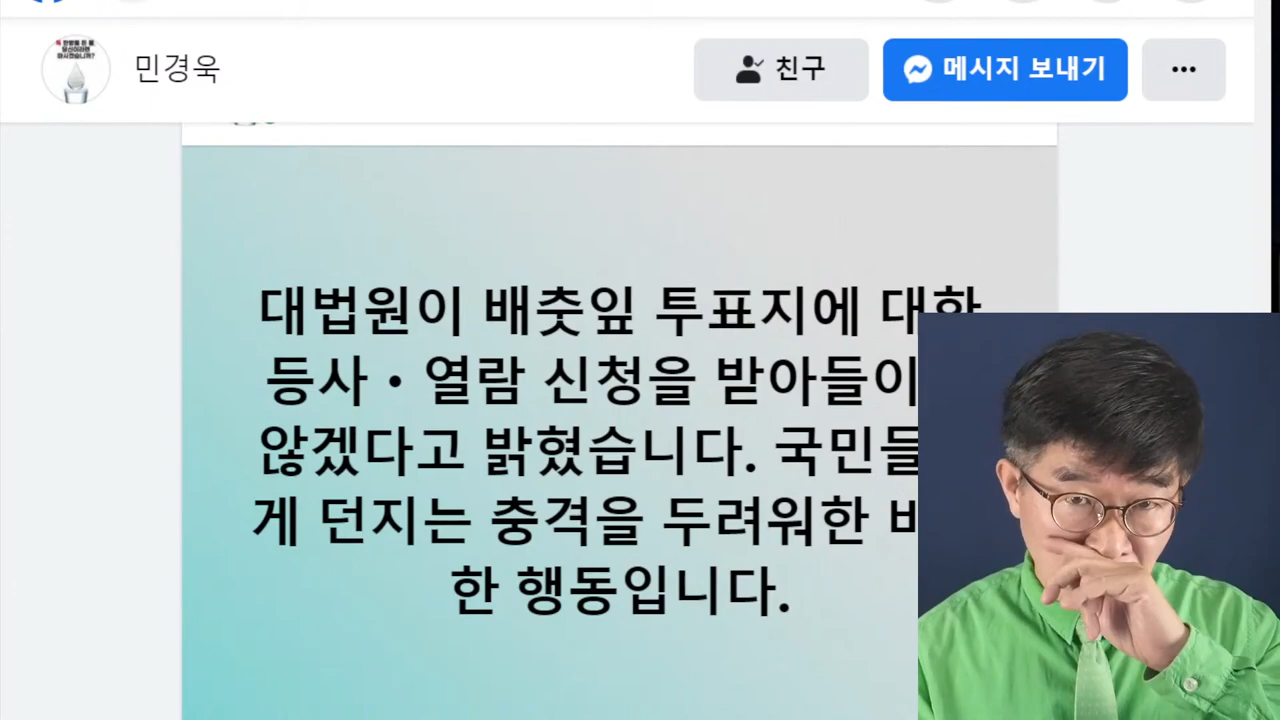 민경욱
친구
메시지 보내기
대법원이 배춧잎 투표지에 대한
등사·열람 신청을 받아들이
않겠다고 밝혔습니다. 국민들
게 던지는 충격을 두려워한
한 행동입니다.